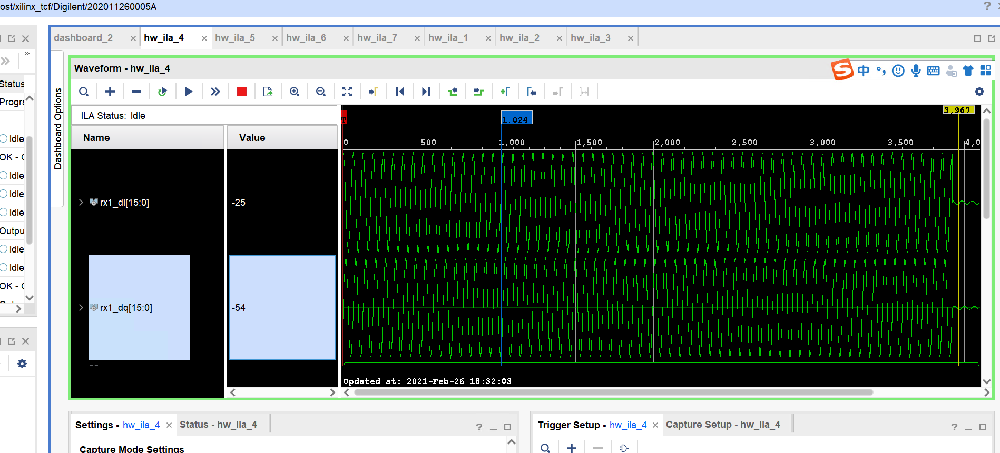 ost/xilinx_tcf/Digilent/202011260005A
dashboard_2 hw_ila_4 hw_ila_5 hw_ila_6 hw_ila_7 hw_ila_1 hw_ila_2 hw_ila_3
Dashboard Options
Waveform - hw_ila_4
中
Status
Progra
Idle
OK - 
Idle
Idle
Idle
Outpu
Idle
Idle
OK - 
ILA Status: Idle
Name Value
rx1_di[15:0] -25
rx1_dq[15:0] -54
T 1,024 3,967
0 500 1,000 1,500 2,000 2,500 3,000 3,500 4,0
Updated at: 2021-Feb-26 18:32:03
Settings - hw_ila_4 Status - hw_ila_4
Capture Mode Settings
Trigger Setup - hw_ila_4 Capture Setup - hw_ila_4